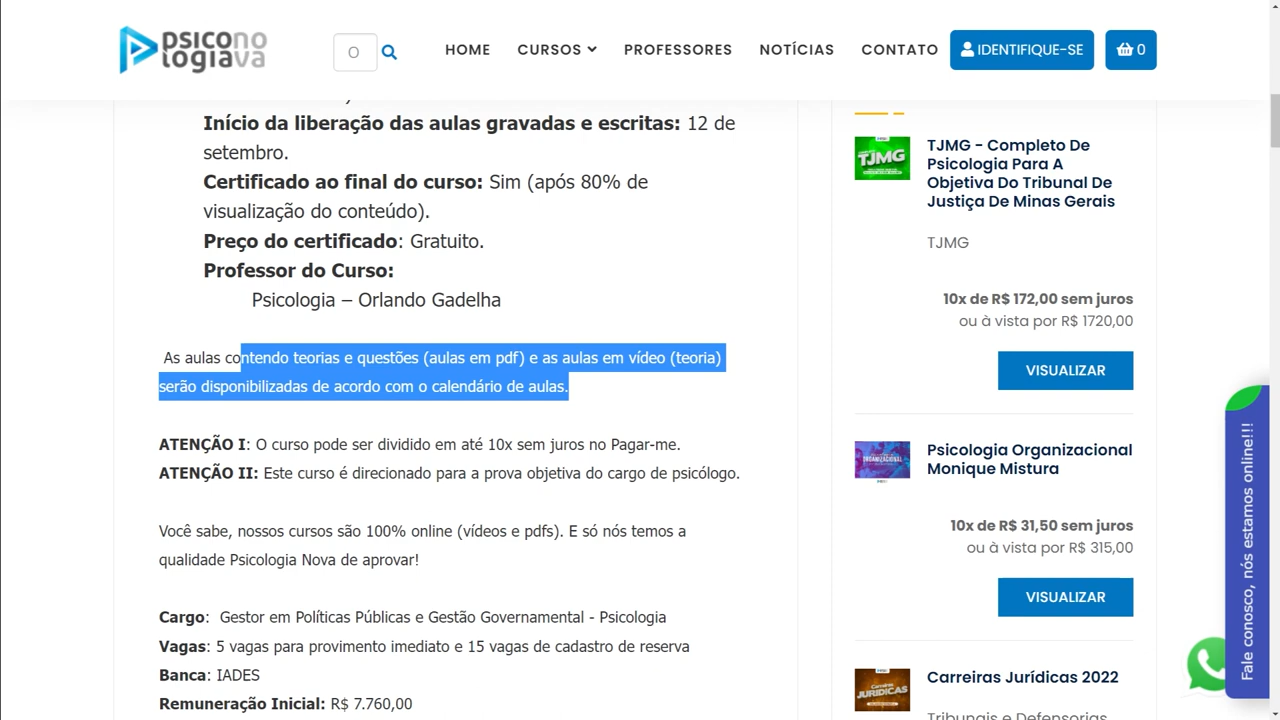 psicono
logiava
O
HOME
CURSOS
PROFESSORES
NOTÍCIAS
CONTATO
IDENTIFIQUE-SE
0
Início da liberação das aulas gravadas e escritas: 12 de
setembro.
Certificado ao final do curso: Sim (após 80% de
visualização do conteúdo).
Preço do certificado: Gratuito.
Professor do Curso:
Psicologia – Orlando Gadelha
As aulas contendo teorias e questões (aulas em pdf) e as aulas em vídeo (teoria)
serão disponibilizadas de acordo com o calendário de aulas.
ATENÇÃO I: O curso pode ser dividido em até 10x sem juros no Pagar-me.
ATENÇÃO II: Este curso é direcionado para a prova objetiva do cargo de psicólogo.
Você sabe, nossos cursos são 100% online (vídeos e pdfs). E só nós temos a
qualidade Psicologia Nova de aprovar!
Cargo:  Gestor em Políticas Públicas e Gestão Governamental - Psicologia
Vagas: 5 vagas para provimento imediato e 15 vagas de cadastro de reserva
Banca: IADES
Remuneração Inicial: R$ 7.760,00
TJMG
TJMG - Completo De
Psicologia Para A
Objetiva Do Tribunal De
Justiça De Minas Gerais
TJMG
10x de R$ 172,00 sem juros
ou à vista por R$ 1720,00
VISUALIZAR
ORGANIZACIONAL
Psicologia Organizacional
Monique Mistura
10x de R$ 31,50 sem juros
ou à vista por R$ 315,00
VISUALIZAR
Carreiras
JURÍDICAS
Carreiras Jurídicas 2022
Tribunais e Defensorias
Fale conosco, nós estamos online!!!